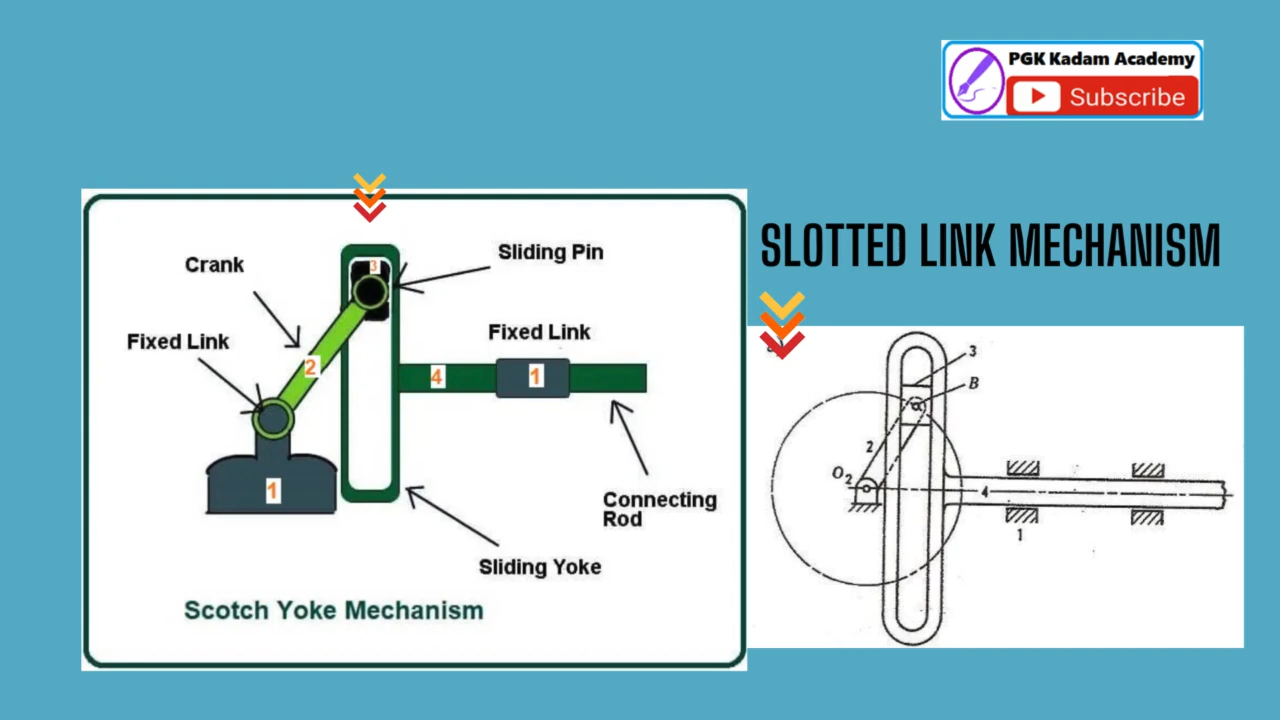 PGK Kadam Academy
Subscribe
SLOTTED LINK MECHANISM
Crank
Sliding Pin
3
Fixed Link
Fixed Link
2
4
1
1
Connecting
Rod
Sliding Yoke
Scotch Yoke Mechanism
3
B
2
O2
4
1